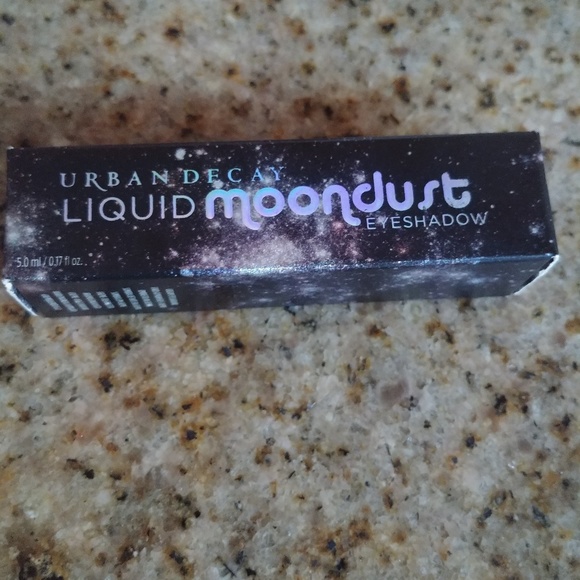 URBAN DECAY
LIQUID moondust
EYESHADOW
5.0 ml / 0.17 fl oz.